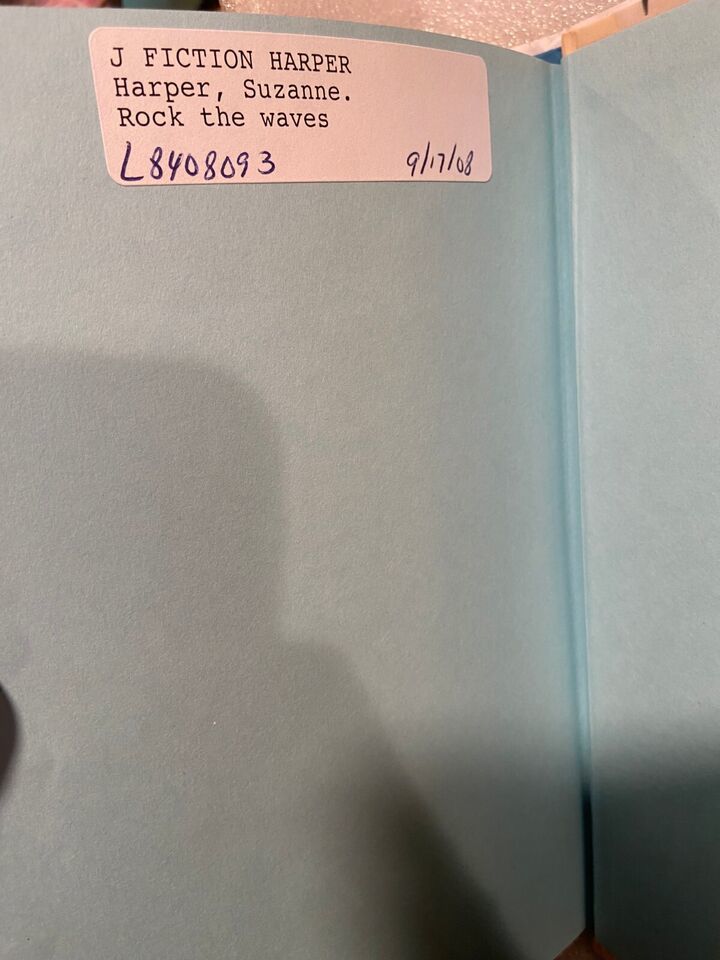 J FICTION HARPER
Harper, Suzanne.
Rock the waves
L8408093 9/17/08